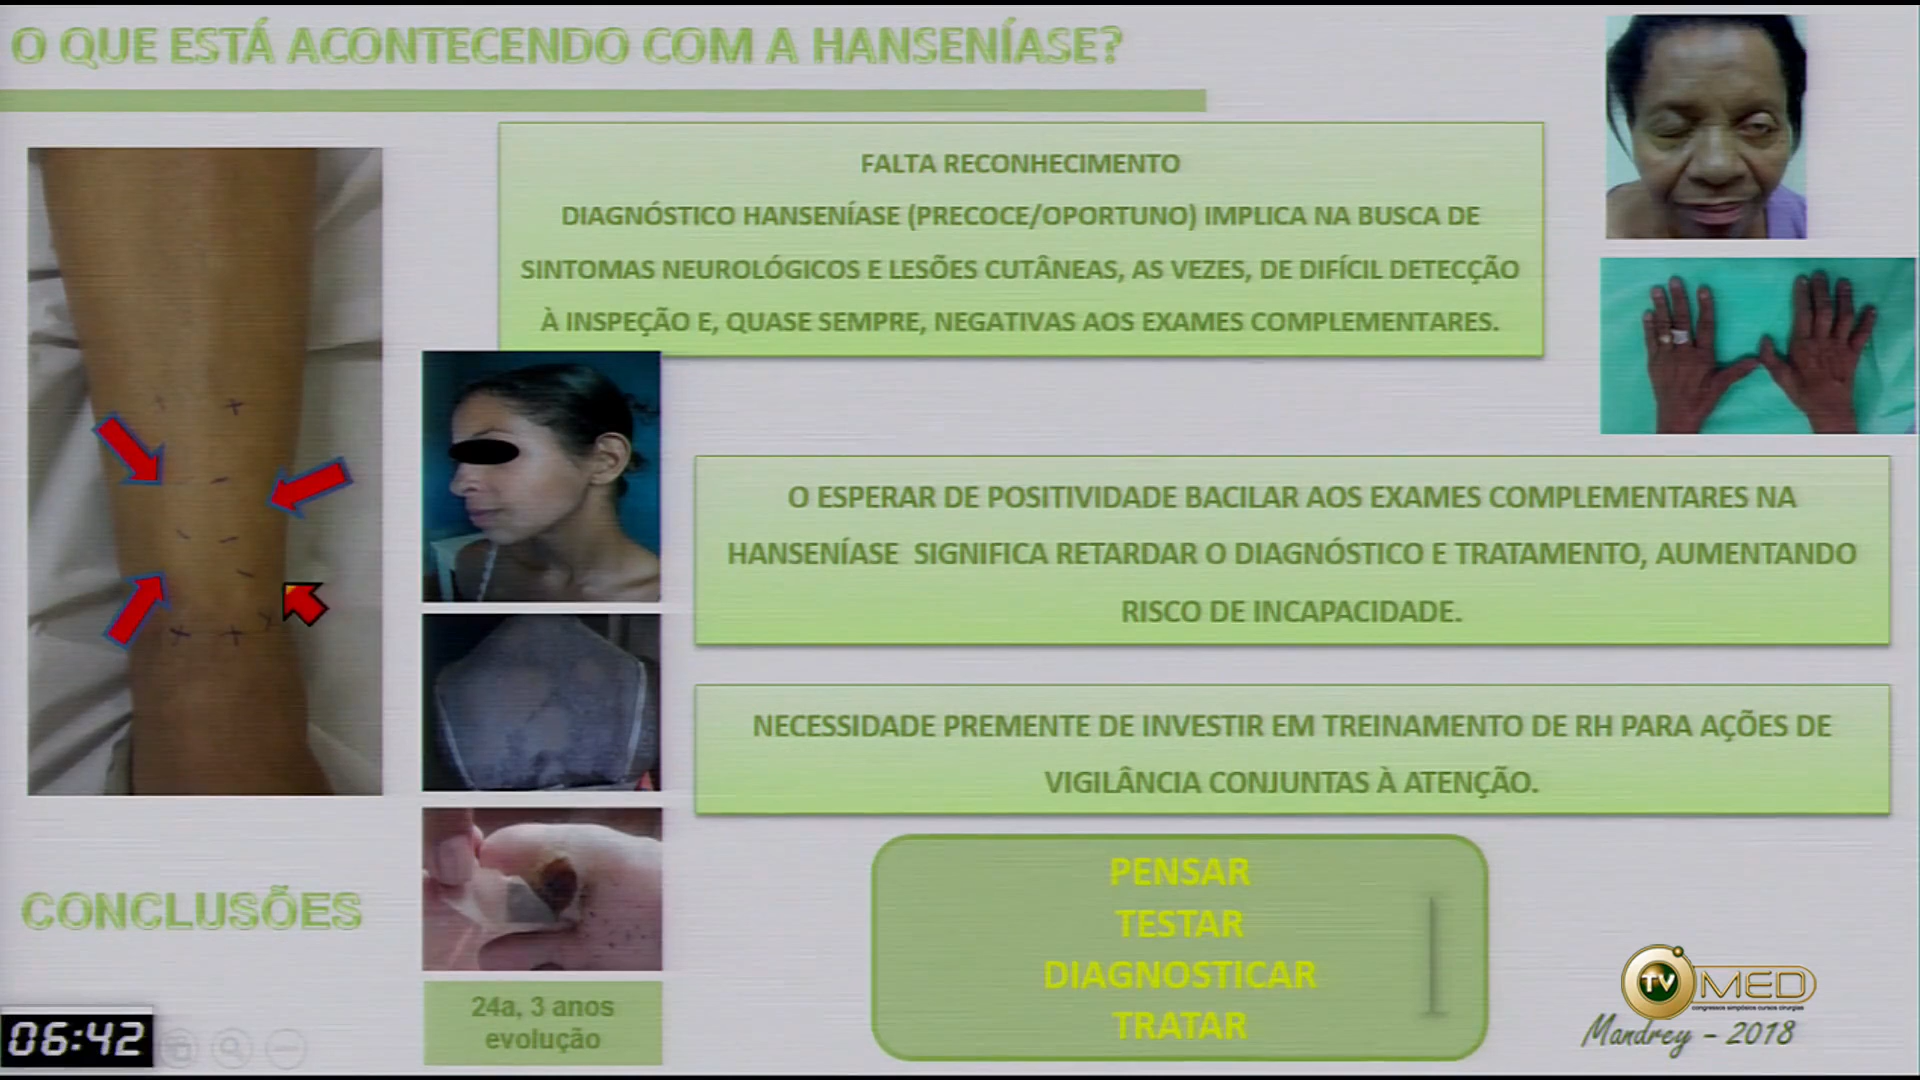 O QUE ESTÁ ACONTECENDO COM A HANSENÍASE?
FALTA RECONHECIMENTO
DIAGNÓSTICO HANSENÍASE (PRECOCE/OPORTUNO) IMPLICA NA BUSCA DE
SINTOMAS NEUROLÓGICOS E LESÕES CUTÂNEAS, AS VEZES, DE DIFÍCIL DETECÇÃO
À INSPEÇÃO E, QUASE SEMPRE, NEGATIVAS AOS EXAMES COMPLEMENTARES.
O ESPERAR DE POSITIVIDADE BACILAR AOS EXAMES COMPLEMENTARES NA
HANSENÍASE SIGNIFICA RETARDAR O DIAGNÓSTICO E TRATAMENTO, AUMENTANDO
RISCO DE INCAPACIDADE.
NECESSIDADE PREMENTE DE INVESTIR EM TREINAMENTO DE RH PARA AÇÕES DE
VIGILÂNCIA CONJUNTAS À ATENÇÃO.
PENSAR
TESTAR
DIAGNOSTICAR
TRATAR
CONCLUSÕES
24a, 3 anos
evolução
06:42
TV MED
congressos simpósios cursos cirurgias
Mandrey - 2018